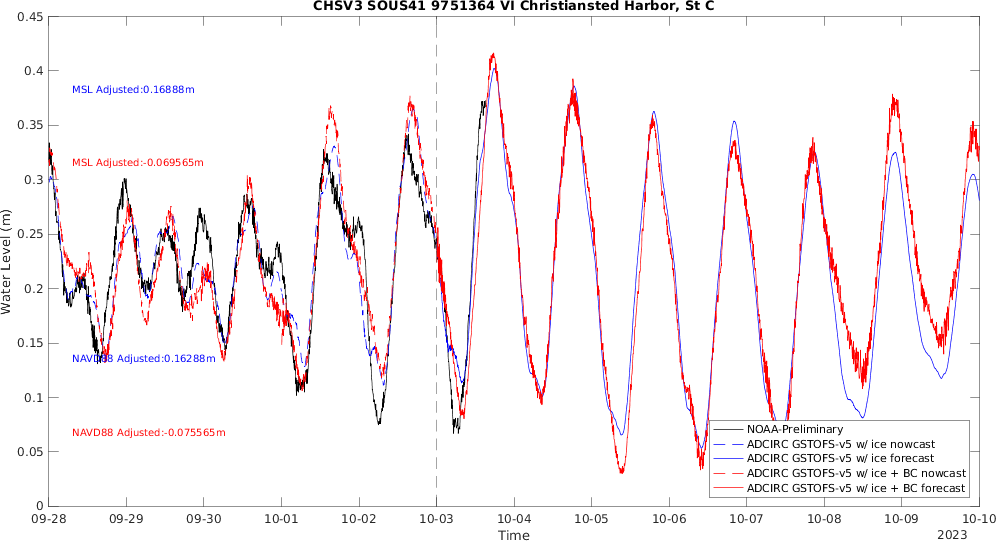 CHSV3 SOUS41 9751364 VI Christiansted Harbor, St C
0.45
0.4
0.35
0.3
0.25
0.2
0.15
0.1
0.05
0
Water Level (m)
MSL Adjusted:0.16888m
MSL Adjusted:-0.069565m
NAVD88 Adjusted:0.16288m
NAVD88 Adjusted:-0.075565m
NOAA-Preliminary
ADCIRC GSTOFS-v5 w/ ice nowcast
ADCIRC GSTOFS-v5 w/ ice forecast
ADCIRC GSTOFS-v5 w/ ice + BC nowcast
ADCIRC GSTOFS-v5 w/ ice + BC forecast
09-28 09-29 09-30 10-01 10-02 10-03 10-04 10-05 10-06 10-07 10-08 10-09 10-10
Time
2023